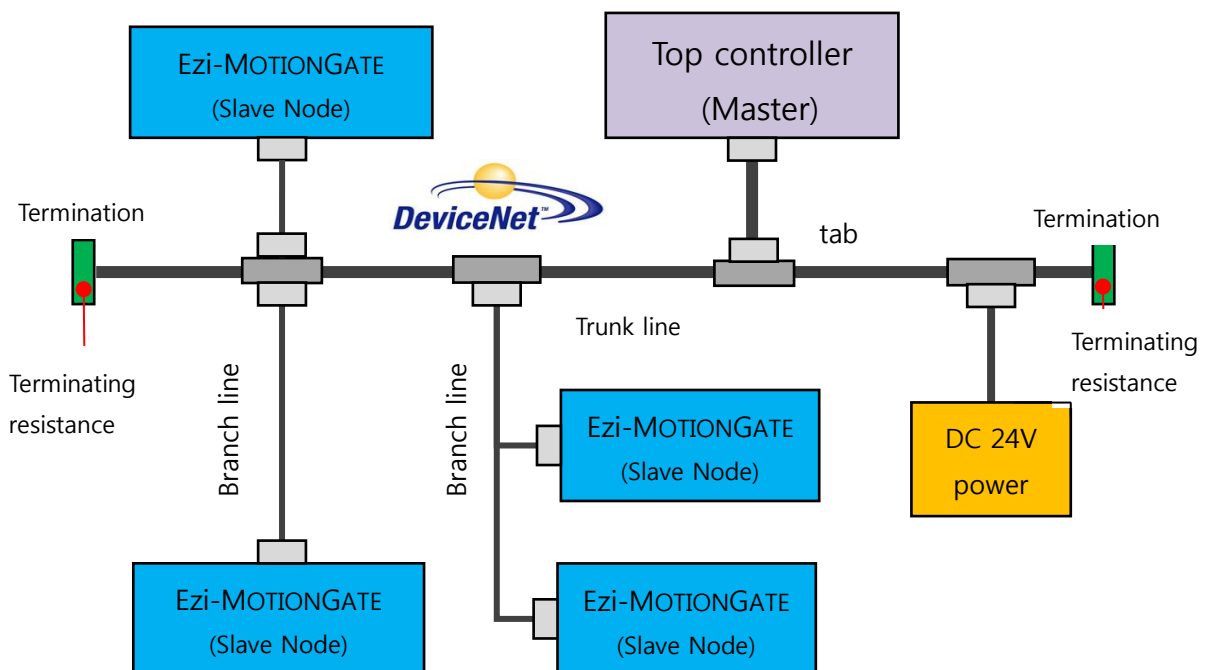 Ezi-MOTIONGATE
(Slave Node)
Top controller
(Master)
DeviceNet™
Termination
tab
Termination
Trunk line
Terminating
resistance
Terminating
resistance
Branch line
Branch line
Ezi-MOTIONGATE
(Slave Node)
DC 24V
power
Ezi-MOTIONGATE
(Slave Node)
Ezi-MOTIONGATE
(Slave Node)